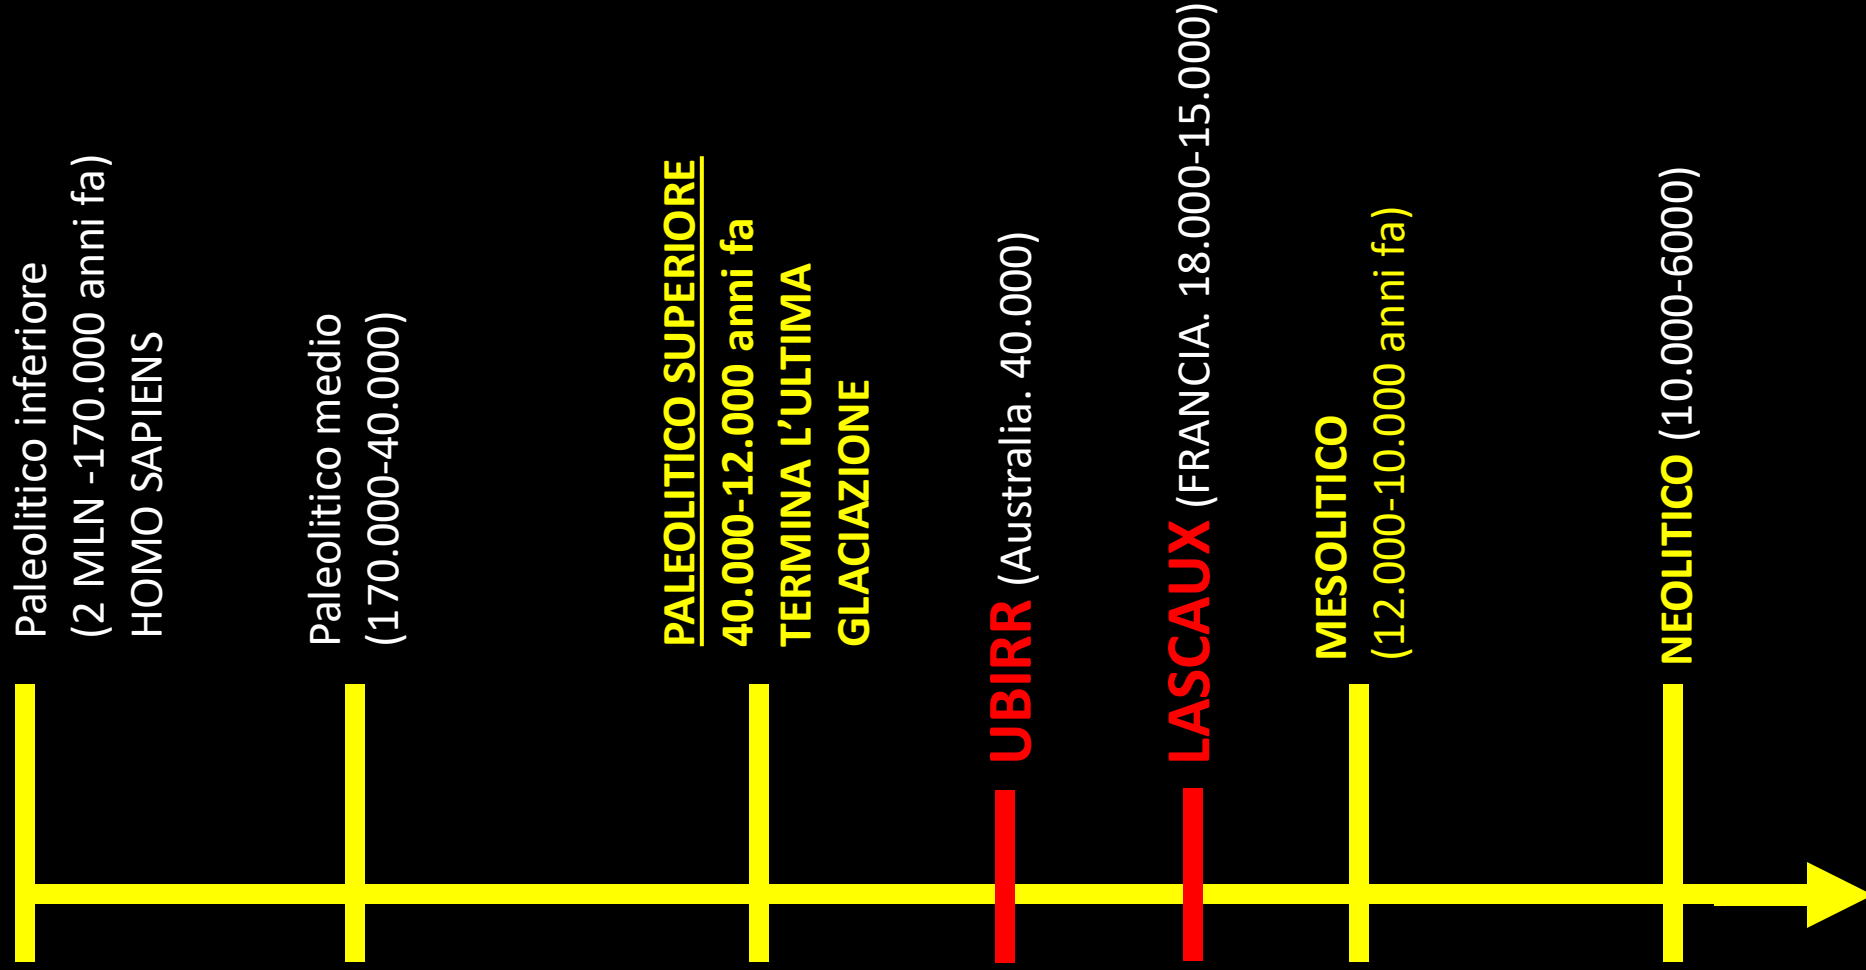 Paleolitico inferiore
(2 MLN -170.000 anni fa)
HOMO SAPIENS
Paleolitico medio
(170.000-40.000)
PALEOLITICO SUPERIORE
40.000-12.000 anni fa
TERMINA L’ULTIMA
GLACIAZIONE
UBIRR (Australia. 40.000)
LASCAUX (FRANCIA. 18.000-15.000)
MESOLITICO
(12.000-10.000 anni fa)
NEOLITICO (10.000-6000)